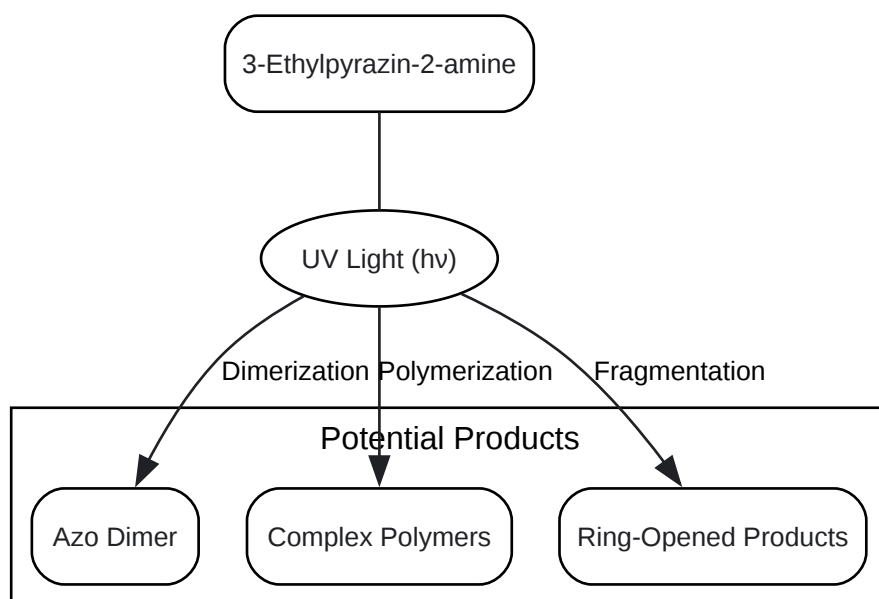 3-Ethylpyrazin-2-amine
UV Light (hν)
Dimerization
Polymerization
Fragmentation
Potential Products
Azo Dimer
Complex Polymers
Ring-Opened Products